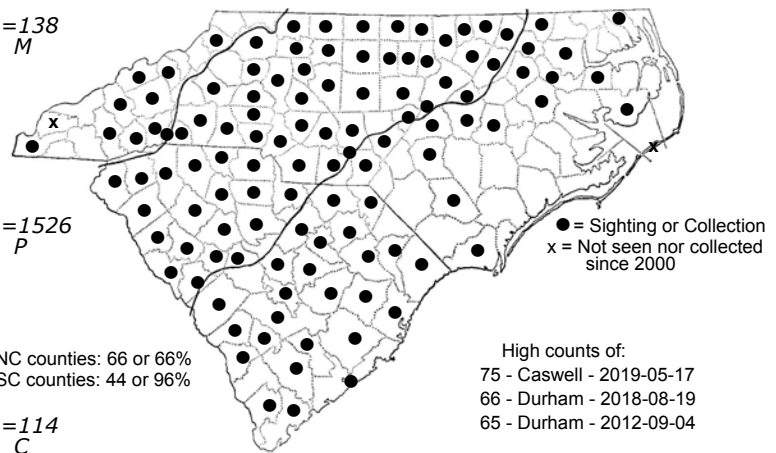 =138
M
x
x
=1526
P
● = Sighting or Collection
x = Not seen nor collected
since 2000
NC counties: 66 or 66%
SC counties: 44 or 96%
High counts of:
75 - Caswell - 2019-05-17
66 - Durham - 2018-08-19
65 - Durham - 2012-09-04
=114
C